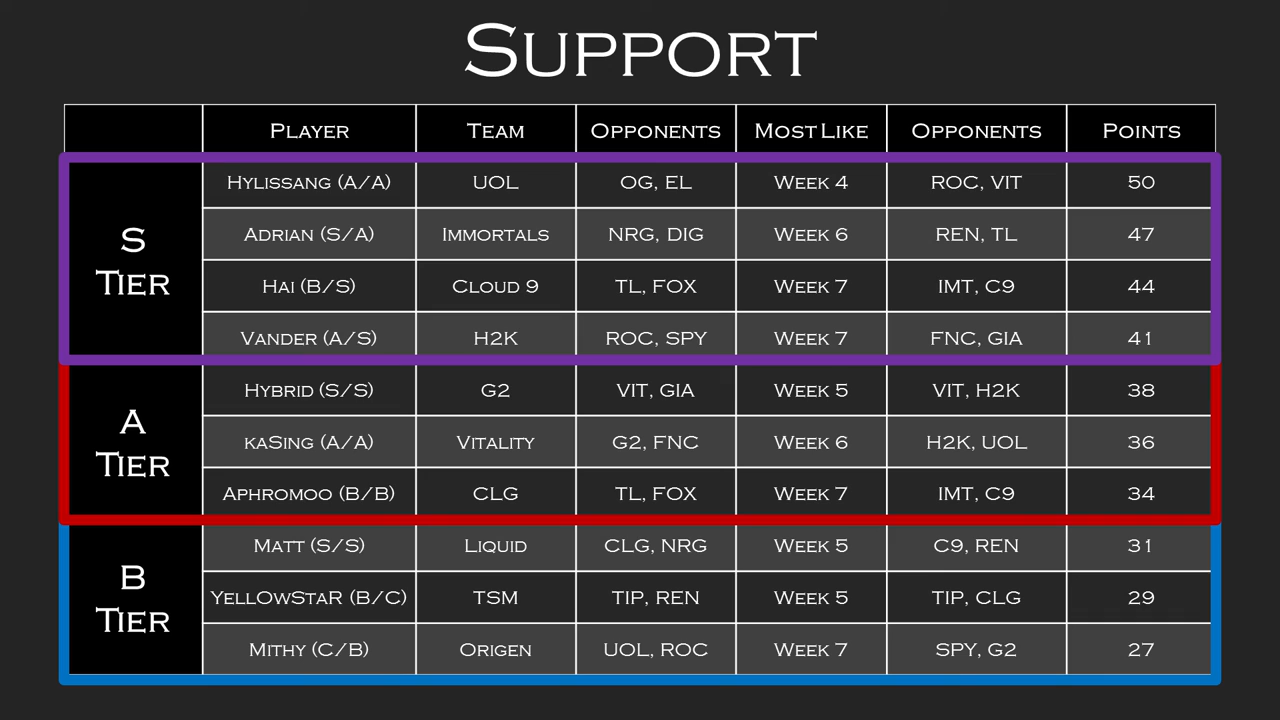 Support
Player Team Opponents Most Like Opponents Points
S Tier
Hylissang (A/A) UOL OG, EL Week 4 ROC, VIT 50
Adrian (S/A) Immortals NRG, DIG Week 6 REN, TL 47
Hai (B/S) Cloud 9 TL, FOX Week 7 IMT, C9 44
Vander (A/S) H2K ROC, SPY Week 7 FNC, GIA 41
A Tier
Hybrid (S/S) G2 VIT, GIA Week 5 VIT, H2K 38
kaSing (A/A) Vitality G2, FNC Week 6 H2K, UOL 36
Aphromoo (B/B) CLG TL, FOX Week 7 IMT, C9 34
B Tier
Matt (S/S) Liquid CLG, NRG Week 5 C9, REN 31
YellOwStaR (B/C) TSM TIP, REN Week 5 TIP, CLG 29
Mithy (C/B) Origen UOL, ROC Week 7 SPY, G2 27